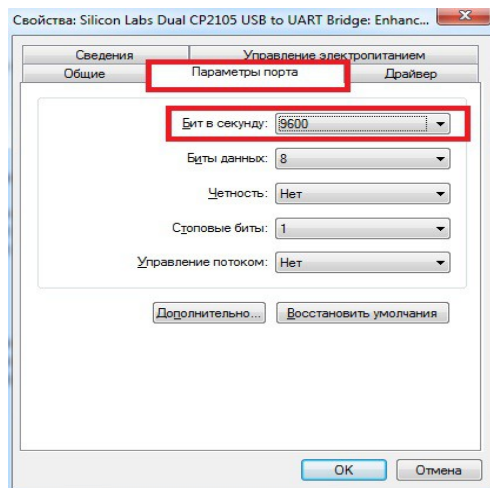 Свойства: Silicon Labs Dual CP2105 USB to UART Bridge: Enhanc...
Сведения Управление электропитанием
Общие Параметры порта Драйвер
Бит в секунду: 9600
Биты данных: 8
Четность: Нет
Стоповые биты: 1
Управление потоком: Нет
Дополнительно... Восстановить умолчания
OK Отмена